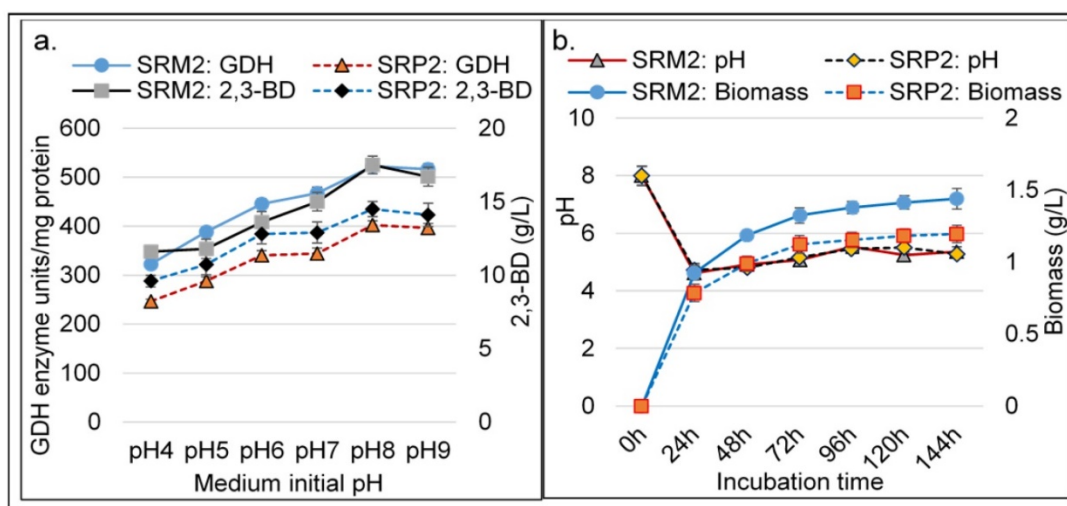 a.
SRM2: GDH
SRP2: GDH
SRM2: 2,3-BD
SRP2: 2,3-BD
GDH enzyme units/mg protein
600
500
400
300
200
100
0
20
15
10
5
0
2,3-BD (g/L)
pH4 pH5 pH6 pH7 pH8 pH9
Medium initial pH
b.
SRM2: pH
SRP2: pH
SRM2: Biomass
SRP2: Biomass
pH
10
8
6
4
2
0
2
1.5
1
0.5
0
Biomass (g/L)
0h 24h 48h 72h 96h 120h 144h
Incubation time